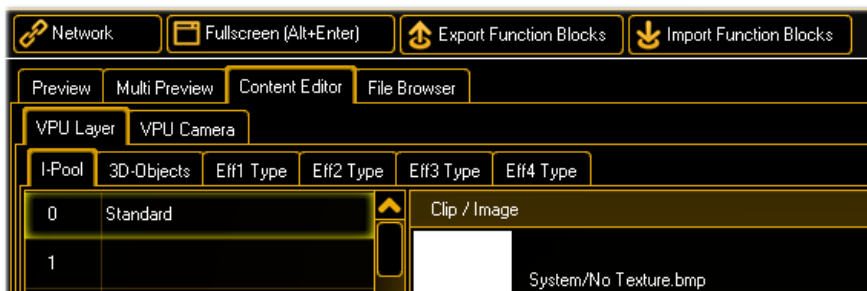 Network Fullscreen (Alt+Enter) Export Function Blocks Import Function Blocks
Preview Multi Preview Content Editor File Browser
VPU Layer VPU Camera
I-Pool 3D-Objects Eff1 Type Eff2 Type Eff3 Type Eff4 Type
0 Standard Clip / Image
1
System/No Texture.bmp